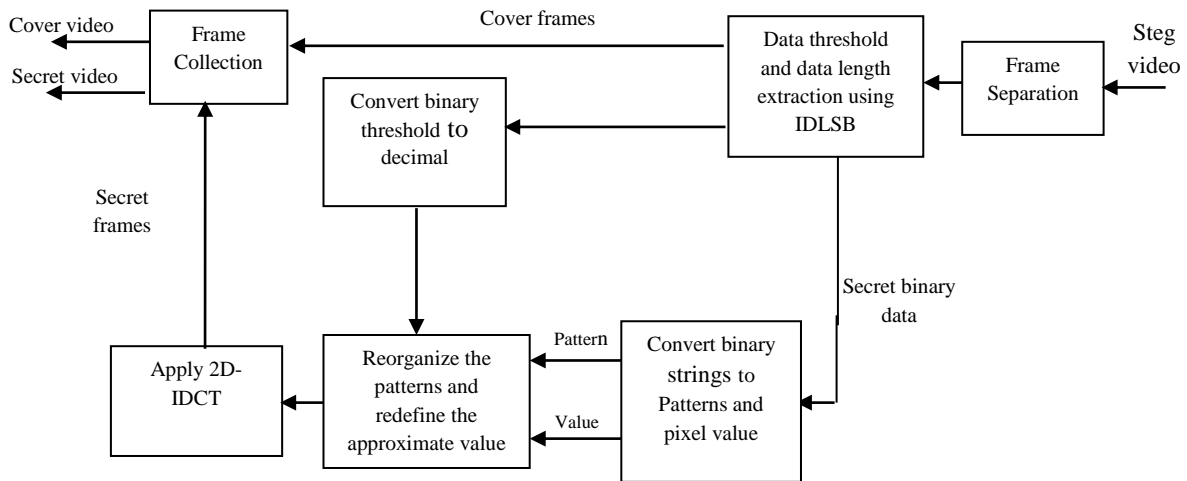 Cover video
Secret video
Frame
Collection
Cover frames
Data threshold
and data length
extraction using
IDLSB
Frame
Separation
Steg
video
Convert binary
threshold to
decimal
Secret
frames
Secret binary
data
Apply 2D-
IDCT
Reorganize the
patterns and
redefine the
approximate value
Pattern
Value
Convert binary
strings to
Patterns and
pixel value